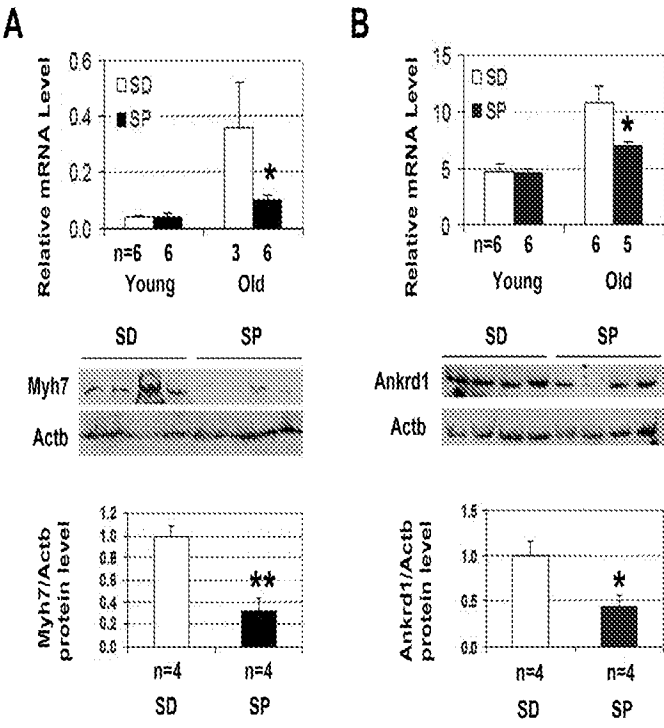 A
Relative mRNA Level
0.6
0.4
0.2
0.0
SD
SP
*
n=6 6 3 6
Young Old
SD SP
Myh7
Actb
Myh7/Actb
protein level
1.2
1.0
0.8
0.6
0.4
0.2
0.0
**
n=4 n=4
SD SP
B
Relative mRNA Level
15
10
5
0
SD
SP
*
n=6 6 6 5
Young Old
SD SP
Ankrd1
Actb
Ankrd1/Actb
protein level
1.5
1.0
0.5
0.0
*
n=4 n=4
SD SP